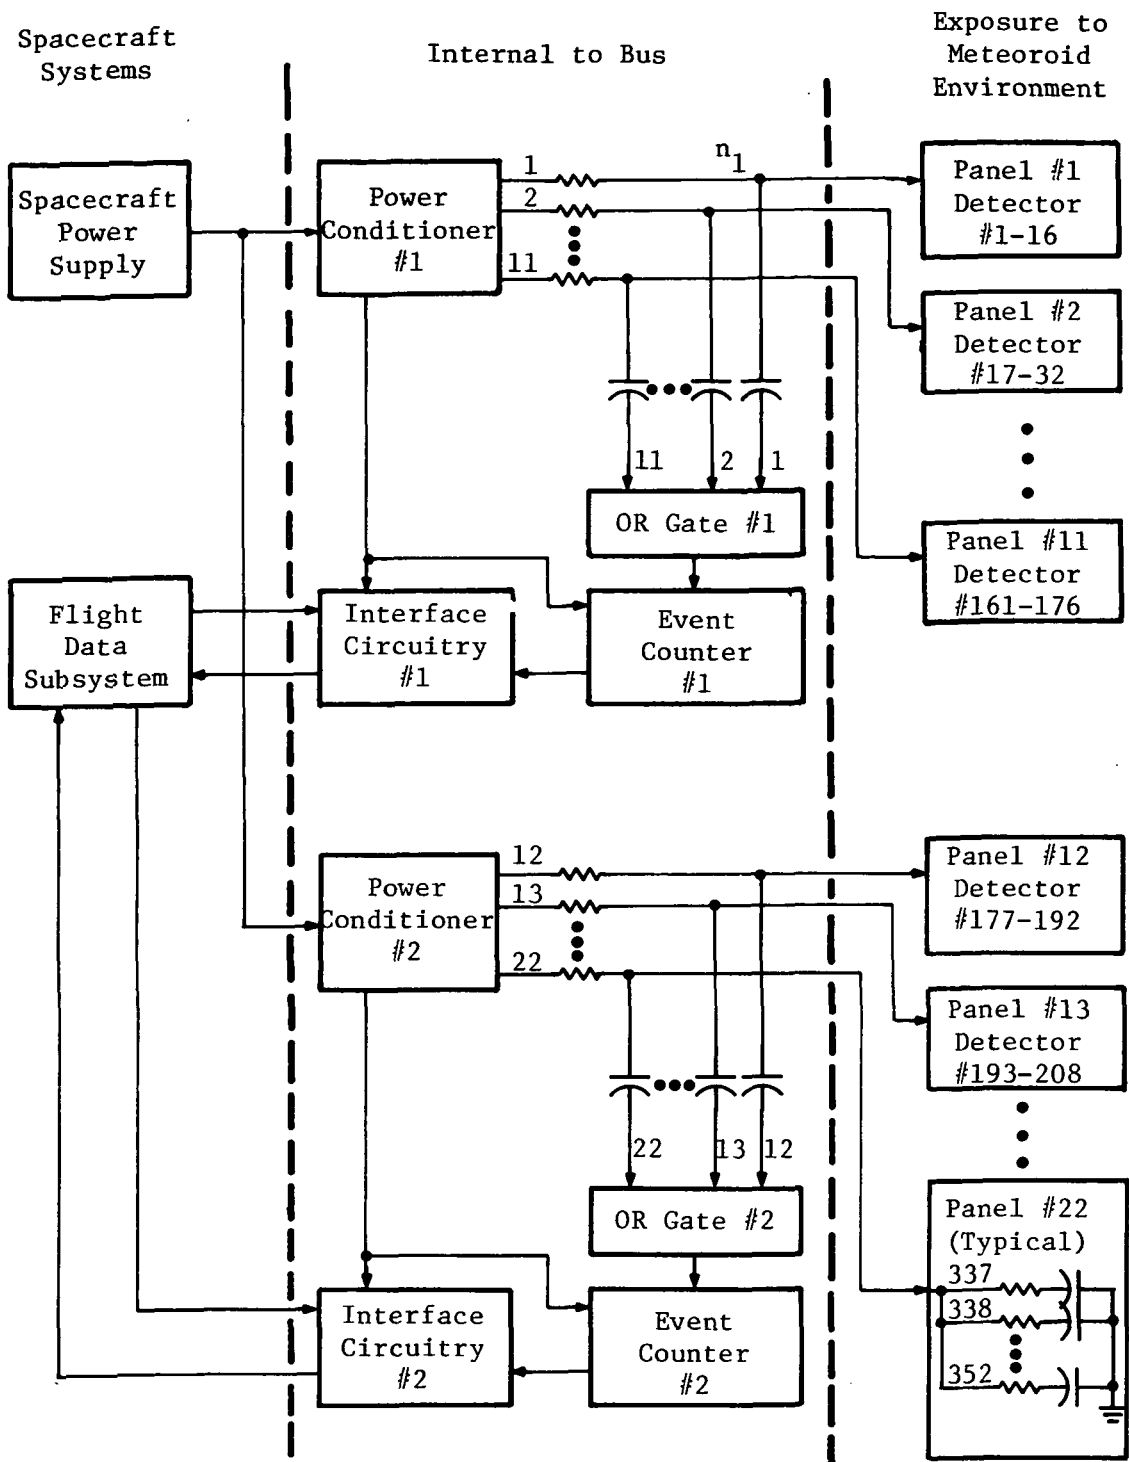 Spacecraft
Systems
Internal to Bus
Exposure to
Meteoroid
Environment
Spacecraft
Power
Supply
Power
Conditioner
#1
1
2
11
n1
Panel #1
Detector
#1-16
Panel #2
Detector
#17-32
11
2
1
OR Gate #1
Panel #11
Detector
#161-176
Flight
Data
Subsystem
Interface
Circuitry
#1
Event
Counter
#1
Power
Conditioner
#2
12
13
22
Panel #12
Detector
#177-192
Panel #13
Detector
#193-208
22
13
12
OR Gate #2
Panel #22
(Typical)
337
338
352
Interface
Circuitry
#2
Event
Counter
#2